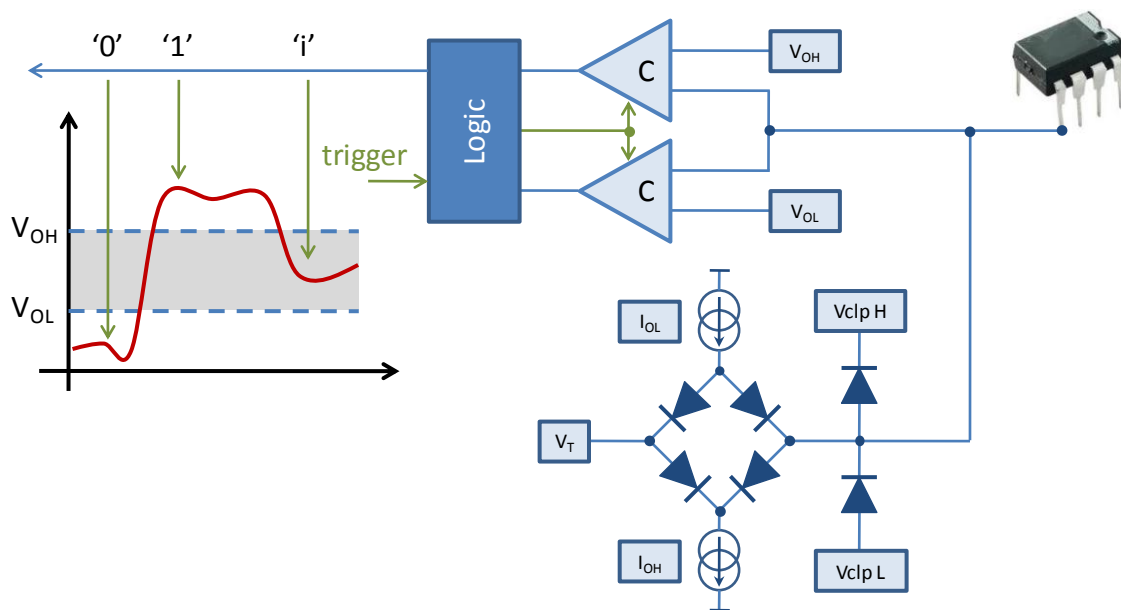 '0' '1' 'i'
V_OH
C
Logic
trigger
C
V_OH
V_OL
V_OL
I_OL
Vclp H
V_T
I_OH
Vclp L